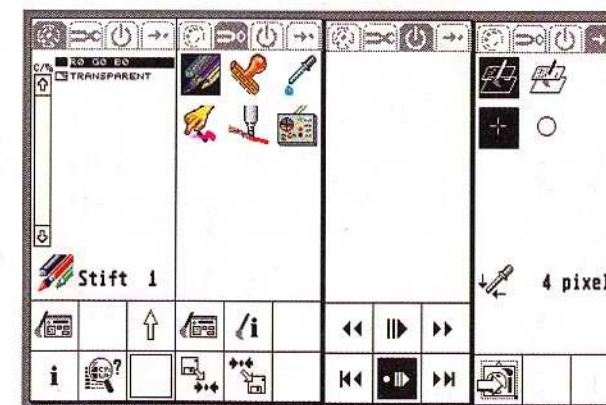 C/%
R0 G0 B0
TRANSPARENT
Stift 1
4 pixel
i
i
?